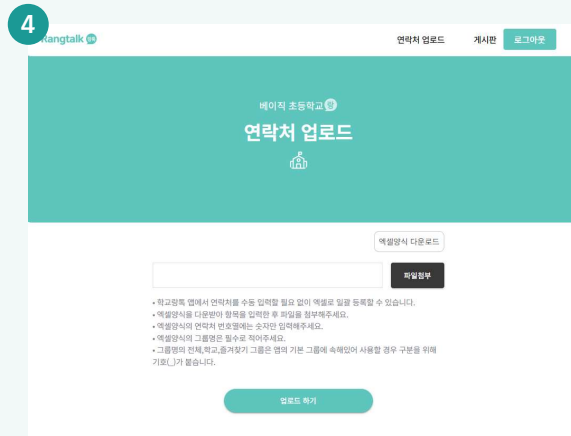 4
Rangtalk 랑톡
연락처 업로드 게시판 로그아웃
베이직 초등학교 랑
연락처 업로드
엑셀양식 다운로드
파일첨부
• 학교랑톡 앱에서 연락처를 수동 입력할 필요 없이 엑셀로 일괄 등록할 수 있습니다.
• 엑셀양식을 다운받아 항목을 입력한 후 파일을 첨부해주세요.
• 엑셀양식의 연락처 번호열에는 숫자만 입력해주세요.
• 엑셀양식의 그룹명은 필수로 적어주세요.
• 그룹명의 전체,학교,즐겨찾기 그룹은 앱의 기본 그룹에 속해있어 사용할 경우 구분을 위해
기호(_)가 붙습니다.
업로드 하기